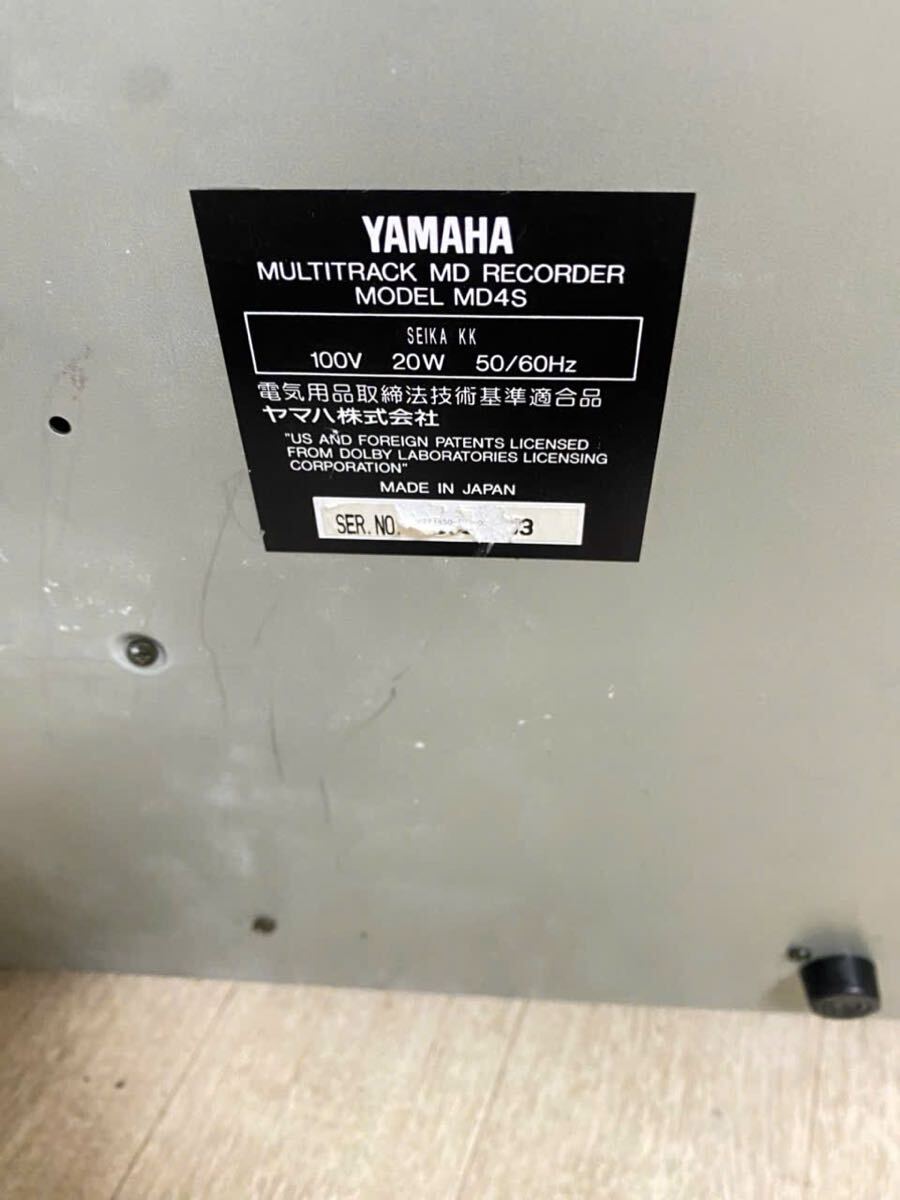 YAMAHA
MULTITRACK MD RECORDER
MODEL MD4S
SEIKA KK
100V 20W 50/60Hz
電気用品取締法技術基準適合品
ヤマハ株式会社
"US AND FOREIGN PATENTS LICENSED
FROM DOLBY LABORATORIES LICENSING
CORPORATION"
MADE IN JAPAN
SER. NO.